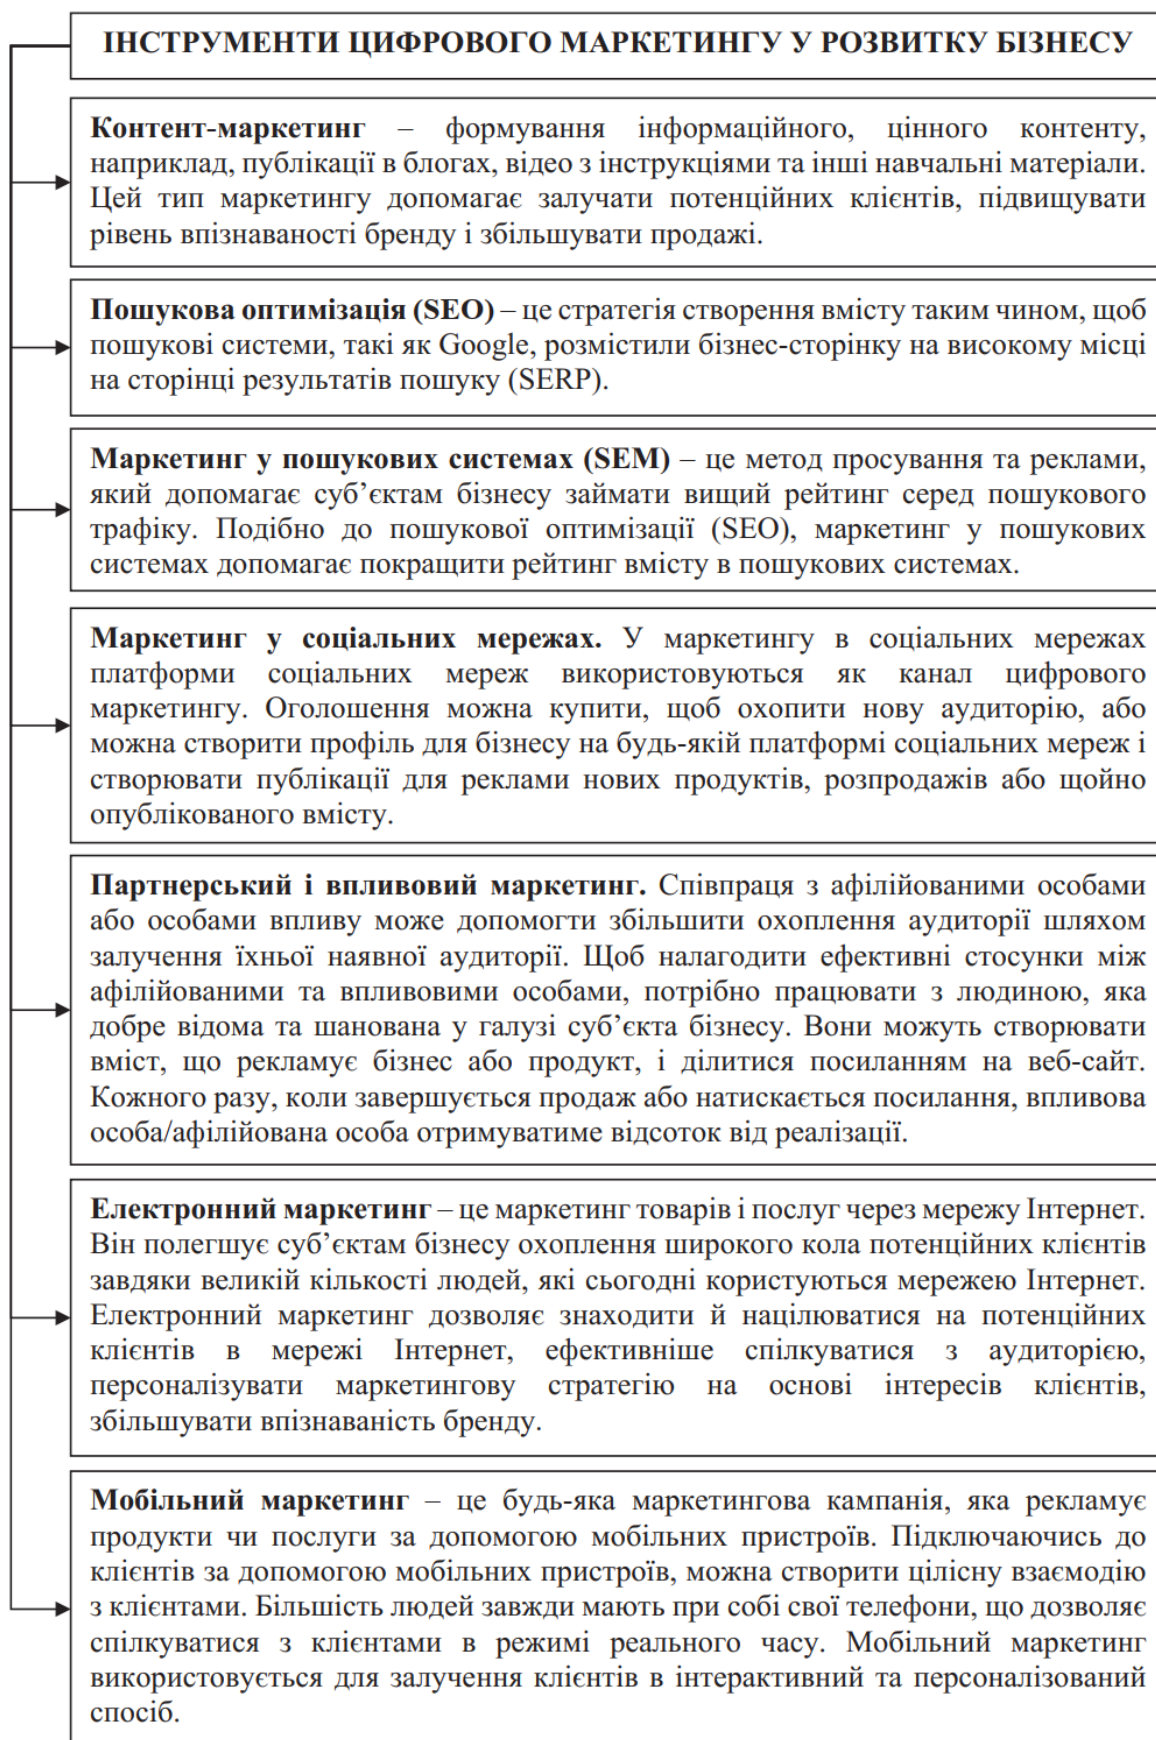 ІНСТРУМЕНТИ ЦИФРОВОГО МАРКЕТИНГУ У РОЗВИТКУ БІЗНЕСУ
Контент-маркетинг – формування інформаційного, цінного контенту,
наприклад, публікації в блогах, відео з інструкціями та інші навчальні матеріали.
Цей тип маркетингу допомагає залучати потенційних клієнтів, підвищувати
рівень впізнаваності бренду і збільшувати продажі.
Пошукова оптимізація (SEO) – це стратегія створення вмісту таким чином, щоб
пошукові системи, такі як Google, розмістили бізнес-сторінку на високому місці
на сторінці результатів пошуку (SERP).
Маркетинг у пошукових системах (SEM) – це метод просування та реклами,
який допомагає суб’єктам бізнесу займати вищий рейтинг серед пошукового
трафіку. Подібно до пошукової оптимізації (SEO), маркетинг у пошукових
системах допомагає покращити рейтинг вмісту в пошукових системах.
Маркетинг у соціальних мережах. У маркетингу в соціальних мережах
платформи соціальних мереж використовуються як канал цифрового
маркетингу. Оголошення можна купити, щоб охопити нову аудиторію, або
можна створити профіль для бізнесу на будь-якій платформі соціальних мереж і
створювати публікації для реклами нових продуктів, розпродажів або щойно
опублікованого вмісту.
Партнерський і впливовий маркетинг. Співпраця з афілійованими особами
або особами впливу може допомогти збільшити охоплення аудиторії шляхом
залучення їхньої наявної аудиторії. Щоб налагодити ефективні стосунки між
афілійованими та впливовими особами, потрібно працювати з людиною, яка
добре відома та шанована у галузі суб’єкта бізнесу. Вони можуть створювати
вміст, що рекламує бізнес або продукт, і ділитися посиланням на веб-сайт.
Кожного разу, коли завершується продаж або натискається посилання, впливова
особа/афілійована особа отримуватиме відсоток від реалізації.
Електронний маркетинг – це маркетинг товарів і послуг через мережу Інтернет.
Він полегшує суб’єктам бізнесу охоплення широкого кола потенційних клієнтів
завдяки великій кількості людей, які сьогодні користуються мережею Інтернет.
Електронний маркетинг дозволяє знаходити й націлюватися на потенційних
клієнтів в мережі Інтернет, ефективніше спілкуватися з аудиторією,
персоналізувати маркетингову стратегію на основі інтересів клієнтів,
збільшувати впізнаваність бренду.
Мобільний маркетинг – це будь-яка маркетингова кампанія, яка рекламує
продукти чи послуги за допомогою мобільних пристроїв. Підключаючись до
клієнтів за допомогою мобільних пристроїв, можна створити цілісну взаємодію
з клієнтами. Більшість людей завжди мають при собі свої телефони, що дозволяє
спілкуватися з клієнтами в режимі реального часу. Мобільний маркетинг
використовується для залучення клієнтів в інтерактивний та персоналізований
спосіб.